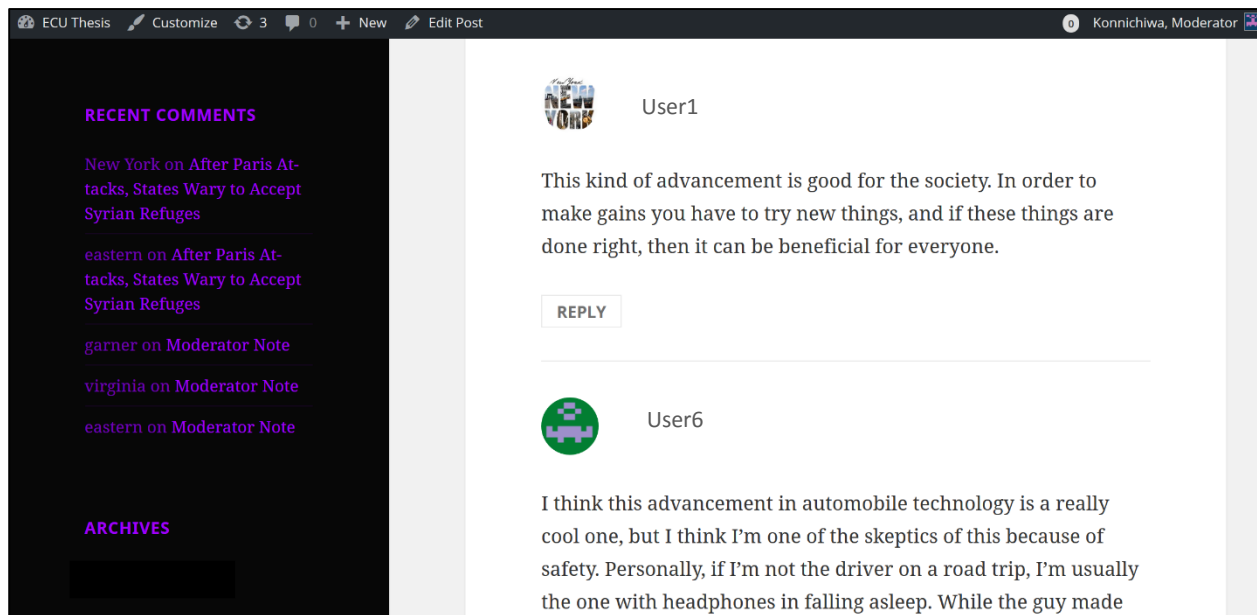 ECU Thesis Customize 3 0 New Edit Post 0 Konnichiwa, Moderator
RECENT COMMENTS
New York on After Paris At-
tacks, States Wary to Accept
Syrian Refuges
eastern on After Paris At-
tacks, States Wary to Accept
Syrian Refuges
garner on Moderator Note
virginia on Moderator Note
eastern on Moderator Note
ARCHIVES
New York
NEW
YORK
User1
This kind of advancement is good for the society. In order to
make gains you have to try new things, and if these things are
done right, then it can be beneficial for everyone.
REPLY
User6
I think this advancement in automobile technology is a really
cool one, but I think I’m one of the skeptics of this because of
safety. Personally, if I’m not the driver on a road trip, I’m usually
the one with headphones in falling asleep. While the guy made